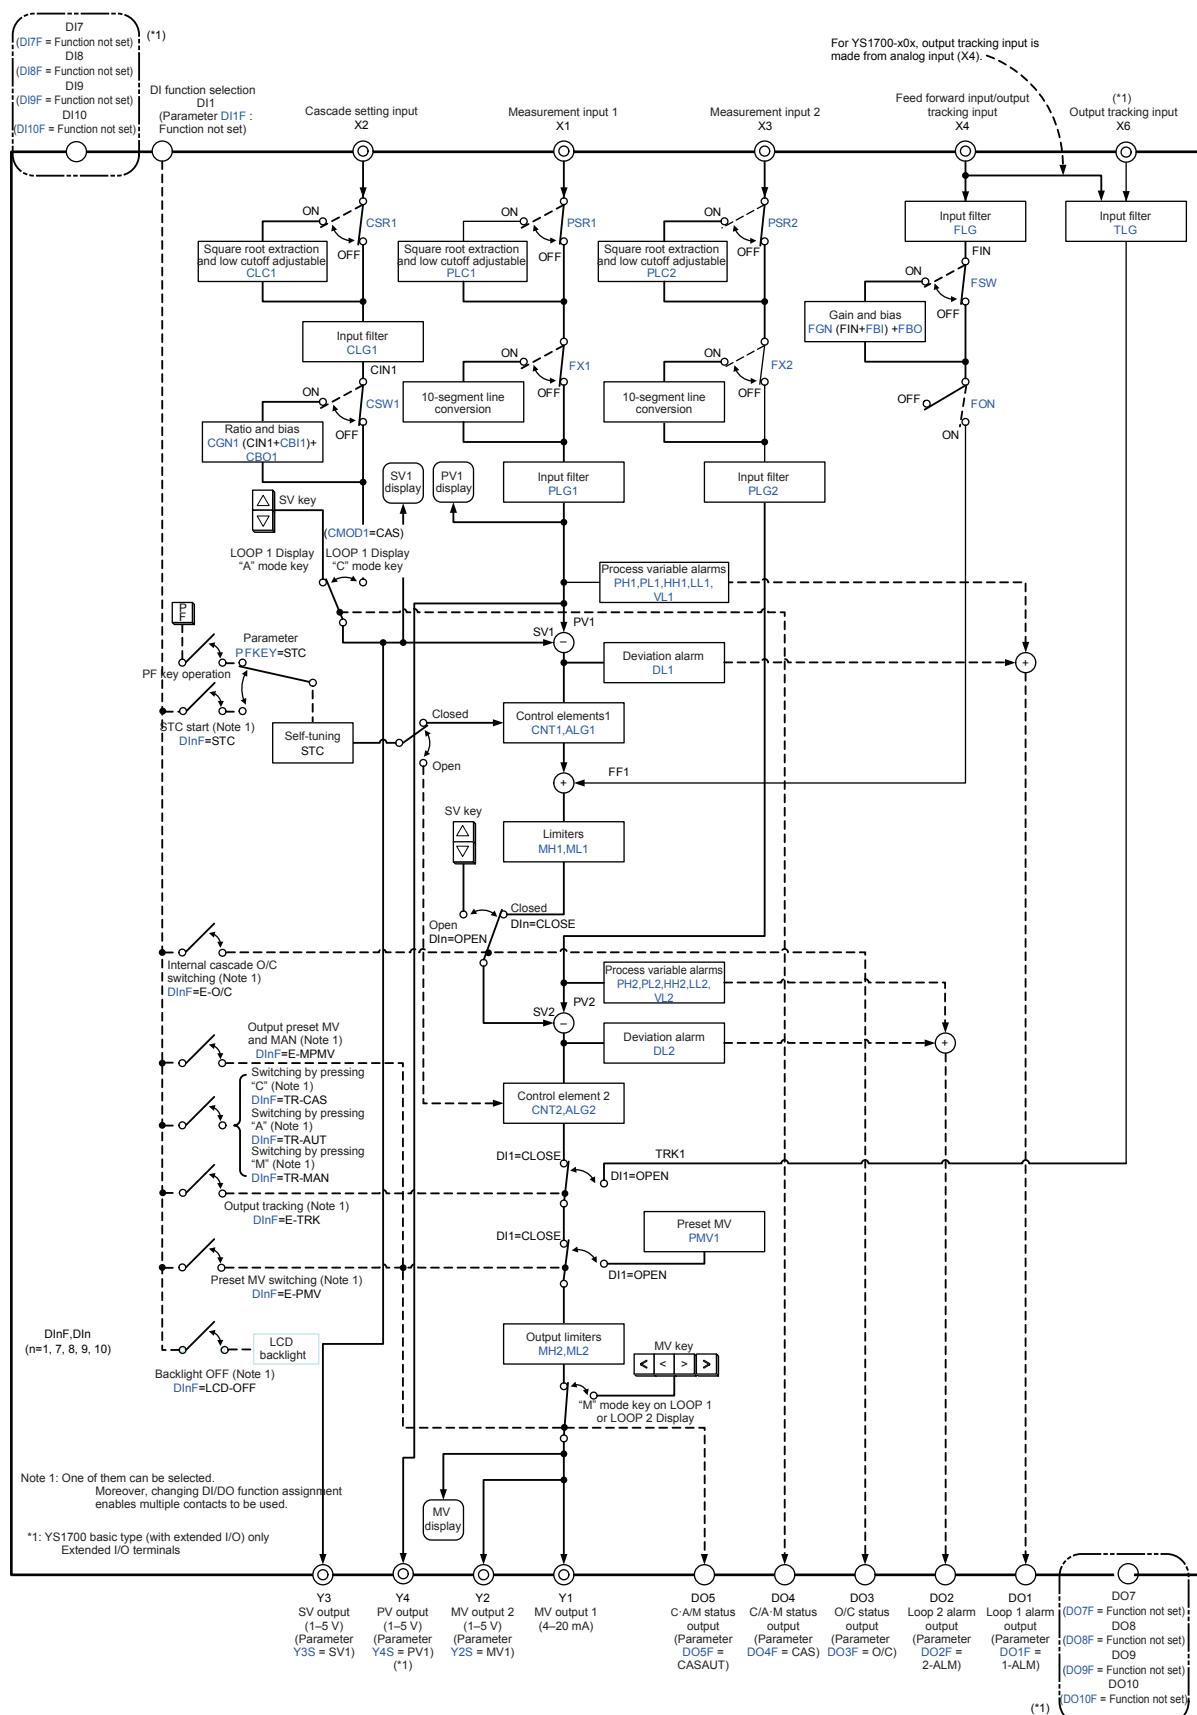 DI7
(DI7F = Function not set)
DI8
(DI8F = Function not set)
DI9
(DI9F = Function not set)
DI10
(DI10F = Function not set)
(*1)
DI function selection
DI1
(Parameter DI1F :
Function not set)
Cascade setting input
X2
Measurement input 1
X1
Measurement input 2
X3
For YS1700-x0x, output tracking input is
made from analog input (X4).
Feed forward input/output
tracking input
X4
(*1)
Output tracking input
X6
ON
CSR1
OFF
Square root extraction
and low cutoff adjustable
CLC1
ON
PSR1
OFF
Square root extraction
and low cutoff adjustable
PLC1
ON
PSR2
OFF
Square root extraction
and low cutoff adjustable
PLC2
Input filter
FLG
Input filter
TLG
FIN
ON
FSW
OFF
Gain and bias
FGN (FIN+FBI) +FBO
Input filter
CLG1
CIN1
ON
CSW1
OFF
Ratio and bias
CGN1 (CIN1+CBI1)+
CBO1
ON
FX1
OFF
10-segment line
conversion
ON
FX2
OFF
10-segment line
conversion
OFF
FON
ON
SV1
display
PV1
display
Input filter
PLG1
Input filter
PLG2
SV key
(CMOD1=CAS)
LOOP 1 Display
“A” mode key
LOOP 1 Display
“C” mode key
Process variable alarms
PH1,PL1,HH1,LL1,
VL1
P
F
PV1
SV1
−
Parameter
PFKEY=STC
PF key operation
Deviation alarm
DL1
+
STC start (Note 1)
DInF=STC
Self-tuning
STC
Closed
Open
Control elements1
CNT1,ALG1
FF1
+
SV key
Limiters
MH1,ML1
Closed
DIn=CLOSE
Open
DIn=OPEN
Internal cascade O/C
switching (Note 1)
DInF=E-O/C
Process variable alarms
PH2,PL2,HH2,LL2,
VL2
PV2
SV2
−
Output preset MV
and MAN (Note 1)
DInF=E-MPMV
Deviation alarm
DL2
+
Switching by pressing
“C” (Note 1)
DInF=TR-CAS
Switching by pressing
“A” (Note 1)
DInF=TR-AUT
Switching by pressing
“M” (Note 1)
DInF=TR-MAN
Control element 2
CNT2,ALG2
DI1=CLOSE
TRK1
DI1=OPEN
Output tracking (Note 1)
DInF=E-TRK
DI1=CLOSE
Preset MV
PMV1
DI1=OPEN
Preset MV switching (Note 1)
DInF=E-PMV
DInF,DIn
(n=1, 7, 8, 9, 10)
LCD
backlight
Output limiters
MH2,ML2
MV key
< < > >
Backlight OFF (Note 1)
DInF=LCD-OFF
“M” mode key on LOOP 1
or LOOP 2 Display
Note 1: One of them can be selected.
Moreover, changing DI/DO function assignment
enables multiple contacts to be used.
MV
display
*1: YS1700 basic type (with extended I/O) only
Extended I/O terminals
Y3
SV output
(1–5 V)
(Parameter
Y3S = SV1)
Y4
PV output
(1–5 V)
(Parameter
Y4S = PV1)
(*1)
Y2
MV output 2
(1–5 V)
(Parameter
Y2S = MV1)
Y1
MV output 1
(4–20 mA)
DO5
C·A/M status
output
(Parameter
DO5F =
CASAUT)
DO4
C/A·M status
output
(Parameter
DO4F = CAS)
DO3
O/C status
output
(Parameter
DO3F = O/C)
DO2
Loop 2 alarm
output
(Parameter
DO2F =
2-ALM)
DO1
Loop 1 alarm
output
(Parameter
DO1F =
1-ALM)
DO7
(DO7F = Function not set)
DO8
(DO8F = Function not set)
DO9
(DO9F = Function not set)
DO10
(DO10F = Function not set)
(*1)